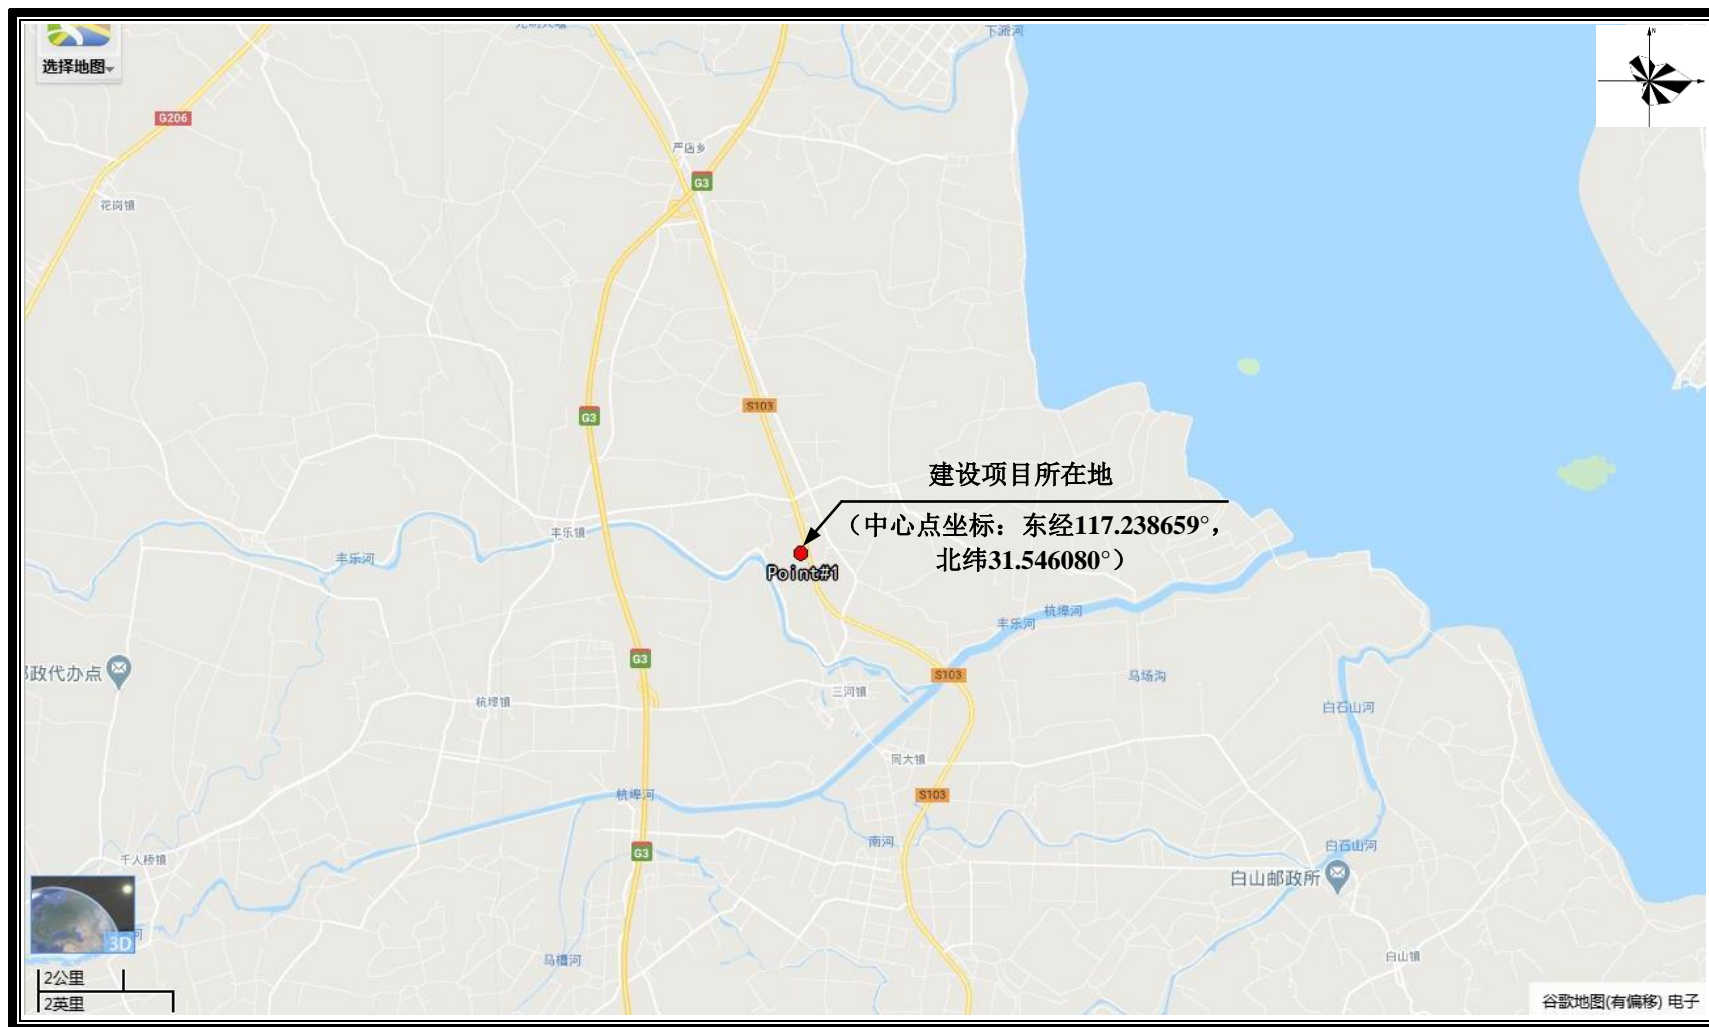 下派河
选择地图
G206
严店乡
G3
花岗镇
S103
G3
建设项目所在地
（中心点坐标：东经117.238659°，
北纬31.546080°）
丰乐镇
丰乐河
Point#1
杭埠河
丰乐河
G3
政代办点
S103
马场沟
三河镇
杭埠镇
白石山河
同大镇
杭埠河
S103
南河
白石山河
G3
千人桥镇
白山邮政所
3D
河
马槽河
白山镇
2公里
2英里
谷歌地图(有偏移) 电子
N